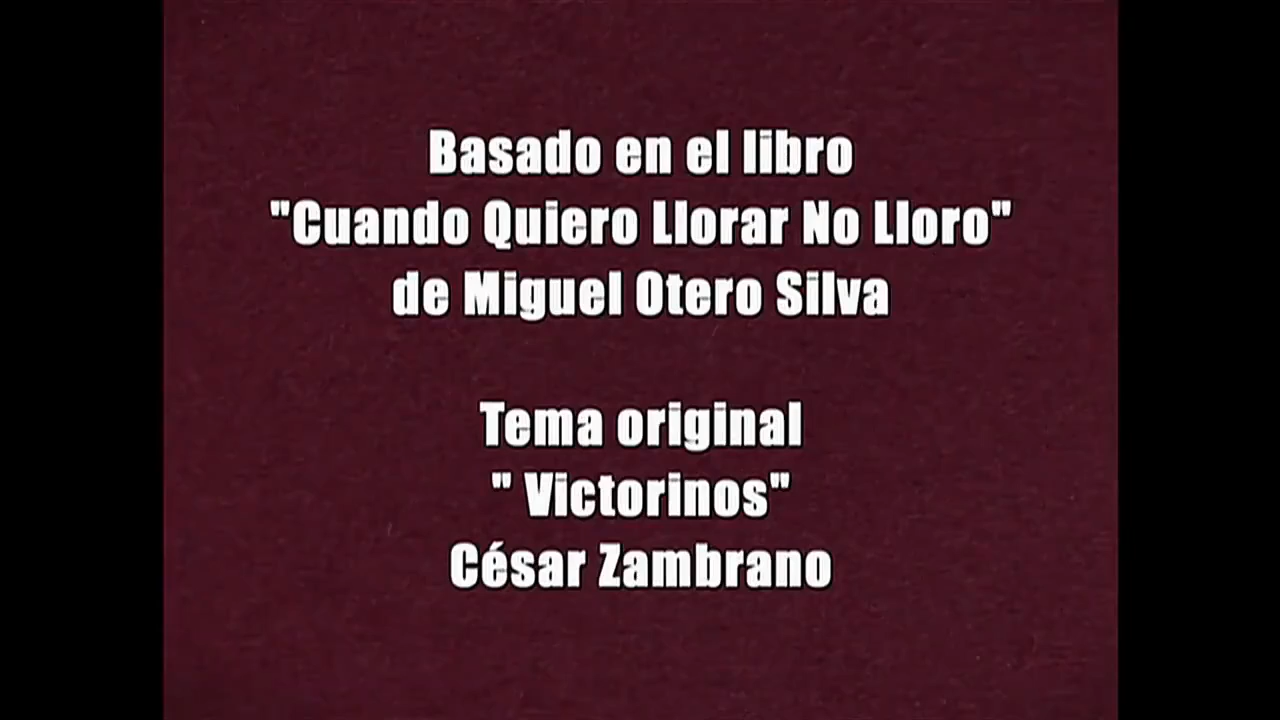 Basado en el libro
"Cuando Quiero Llorar No Lloro"
de Miguel Otero Silva
Tema original
" Victorinos"
César Zambrano